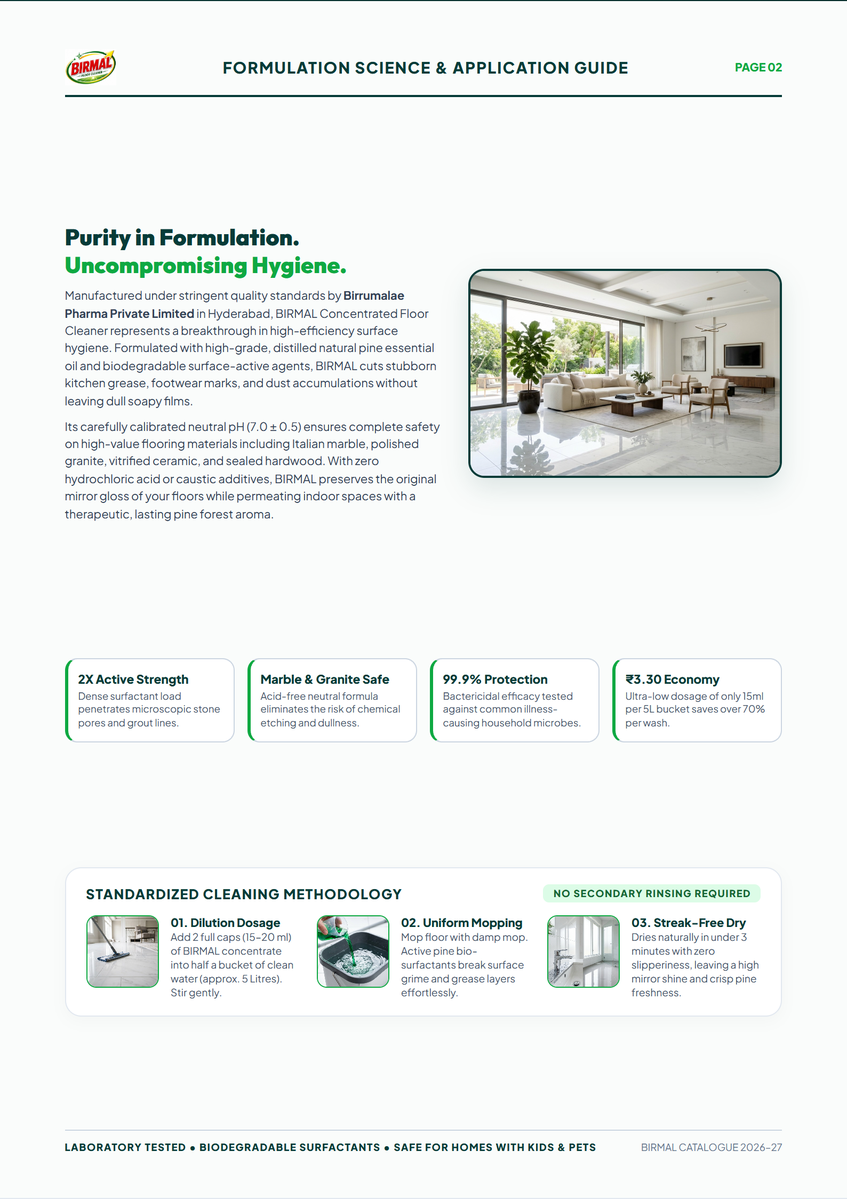 BIRMAL
FORMULATION SCIENCE & APPLICATION GUIDE
PAGE 02
Purity in Formulation.
Uncompromising Hygiene.
Manufactured under stringent quality standards by Birrumalae
Pharma Private Limited in Hyderabad, BIRMAL Concentrated Floor
Cleaner represents a breakthrough in high-efficiency surface
hygiene. Formulated with high-grade, distilled natural pine essential
oil and biodegradable surface-active agents, BIRMAL cuts stubborn
kitchen grease, footwear marks, and dust accumulations without
leaving dull soapy films.
Its carefully calibrated neutral pH (7.0 ± 0.5) ensures complete safety
on high-value flooring materials including Italian marble, polished
granite, vitrified ceramic, and sealed hardwood. With zero
hydrochloric acid or caustic additives, BIRMAL preserves the original
mirror gloss of your floors while permeating indoor spaces with a
therapeutic, lasting pine forest aroma.
2X Active Strength
Dense surfactant load
penetrates microscopic stone
pores and grout lines.
Marble & Granite Safe
Acid-free neutral formula
eliminates the risk of chemical
etching and dullness.
99.9% Protection
Bactericidal efficacy tested
against common illness-
causing household microbes.
₹3.30 Economy
Ultra-low dosage of only 15ml
per 5L bucket saves over 70%
per wash.
STANDARDIZED CLEANING METHODOLOGY
NO SECONDARY RINSING REQUIRED
01. Dilution Dosage
Add 2 full caps (15-20 ml)
of BIRMAL concentrate
into half a bucket of clean
water (approx. 5 Litres).
Stir gently.
02. Uniform Mopping
Mop floor with damp mop.
Active pine bio-
surfactants break surface
grime and grease layers
effortlessly.
03. Streak-Free Dry
Dries naturally in under 3
minutes with zero
slipperiness, leaving a high
mirror shine and crisp pine
freshness.
LABORATORY TESTED ● BIODEGRADABLE SURFACTANTS ● SAFE FOR HOMES WITH KIDS & PETS
BIRMAL CATALOGUE 2026-27